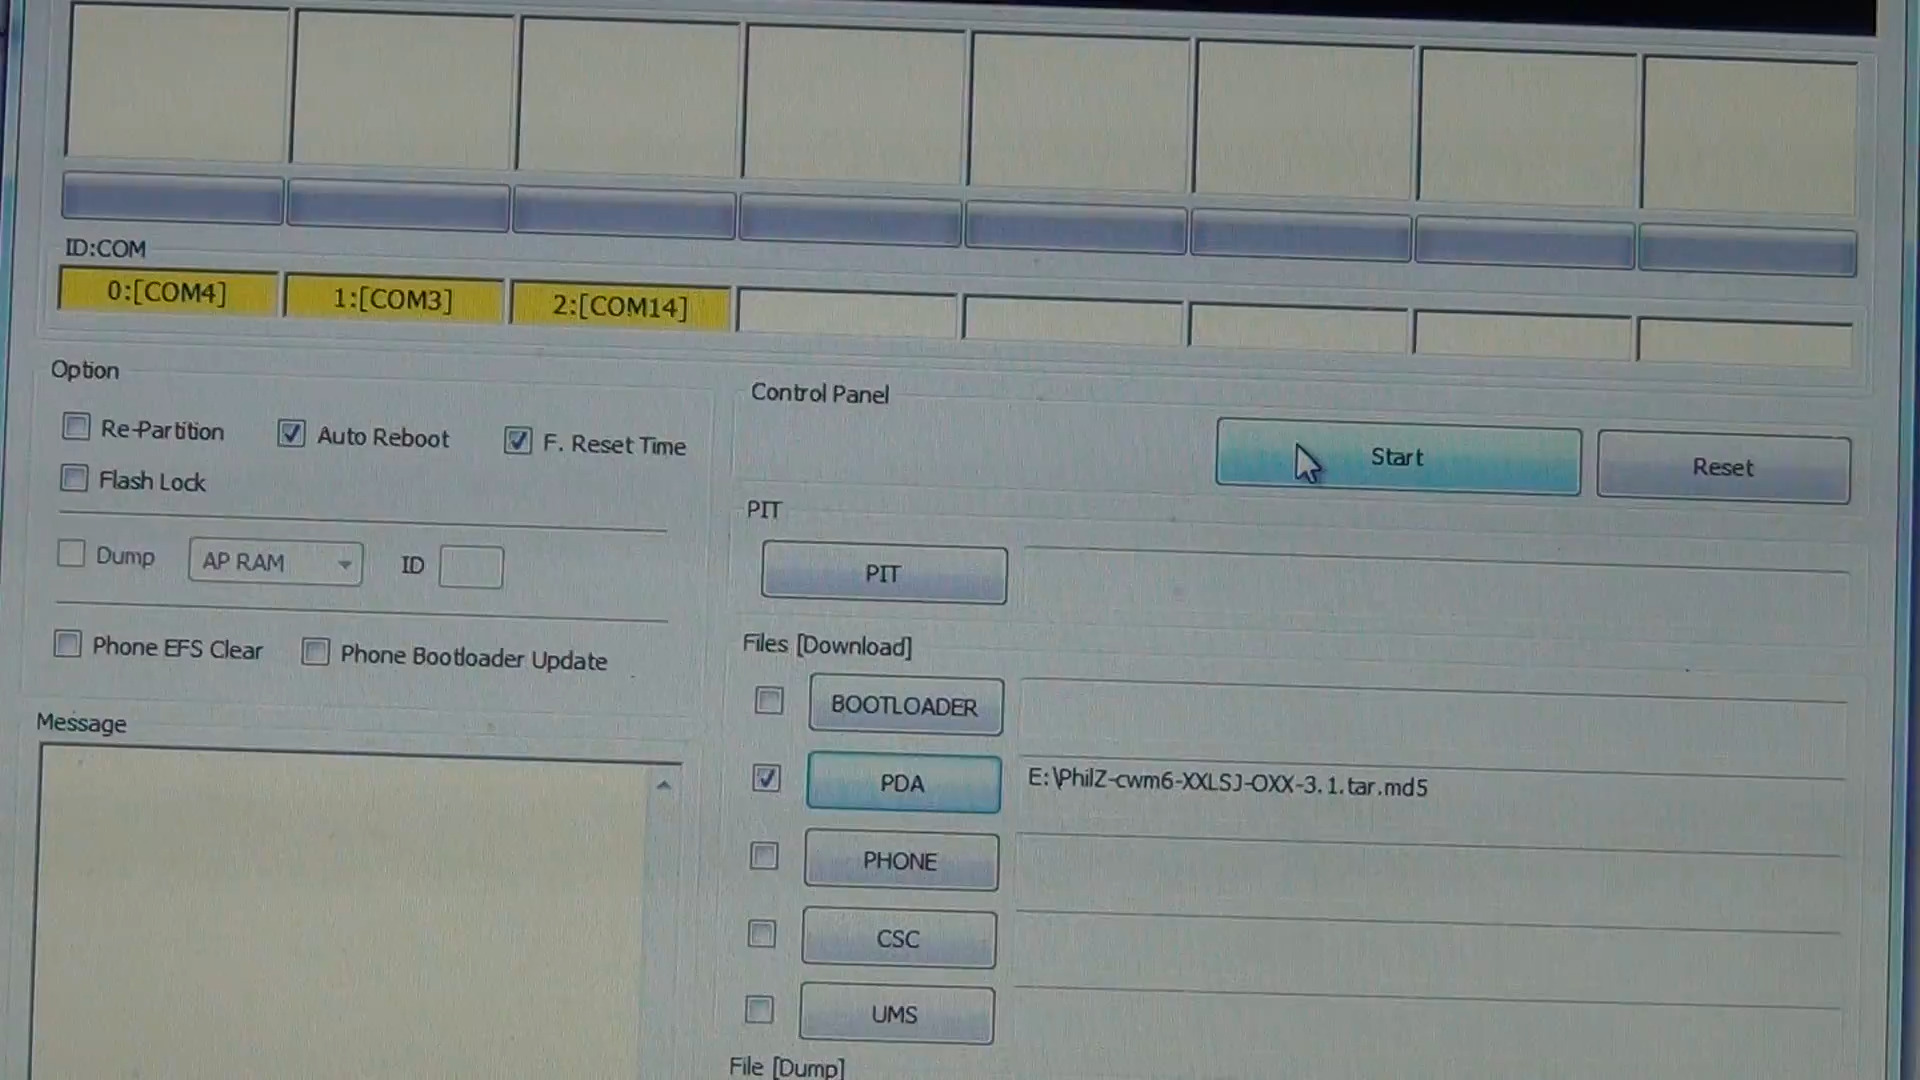 ID:COM
0:[COM4] 1:[COM3] 2:[COM14]
Option
Re-Partition Auto Reboot F. Reset Time
Flash Lock
Dump AP RAM ID
Phone EFS Clear Phone Bootloader Update
Message
Control Panel
Start Reset
PIT
PIT
Files [Download]
BOOTLOADER
PDA E:\PhilZ-cwm6-XXLSJ-OXX-3.1.tar.md5
PHONE
CSC
UMS
File [Dump]